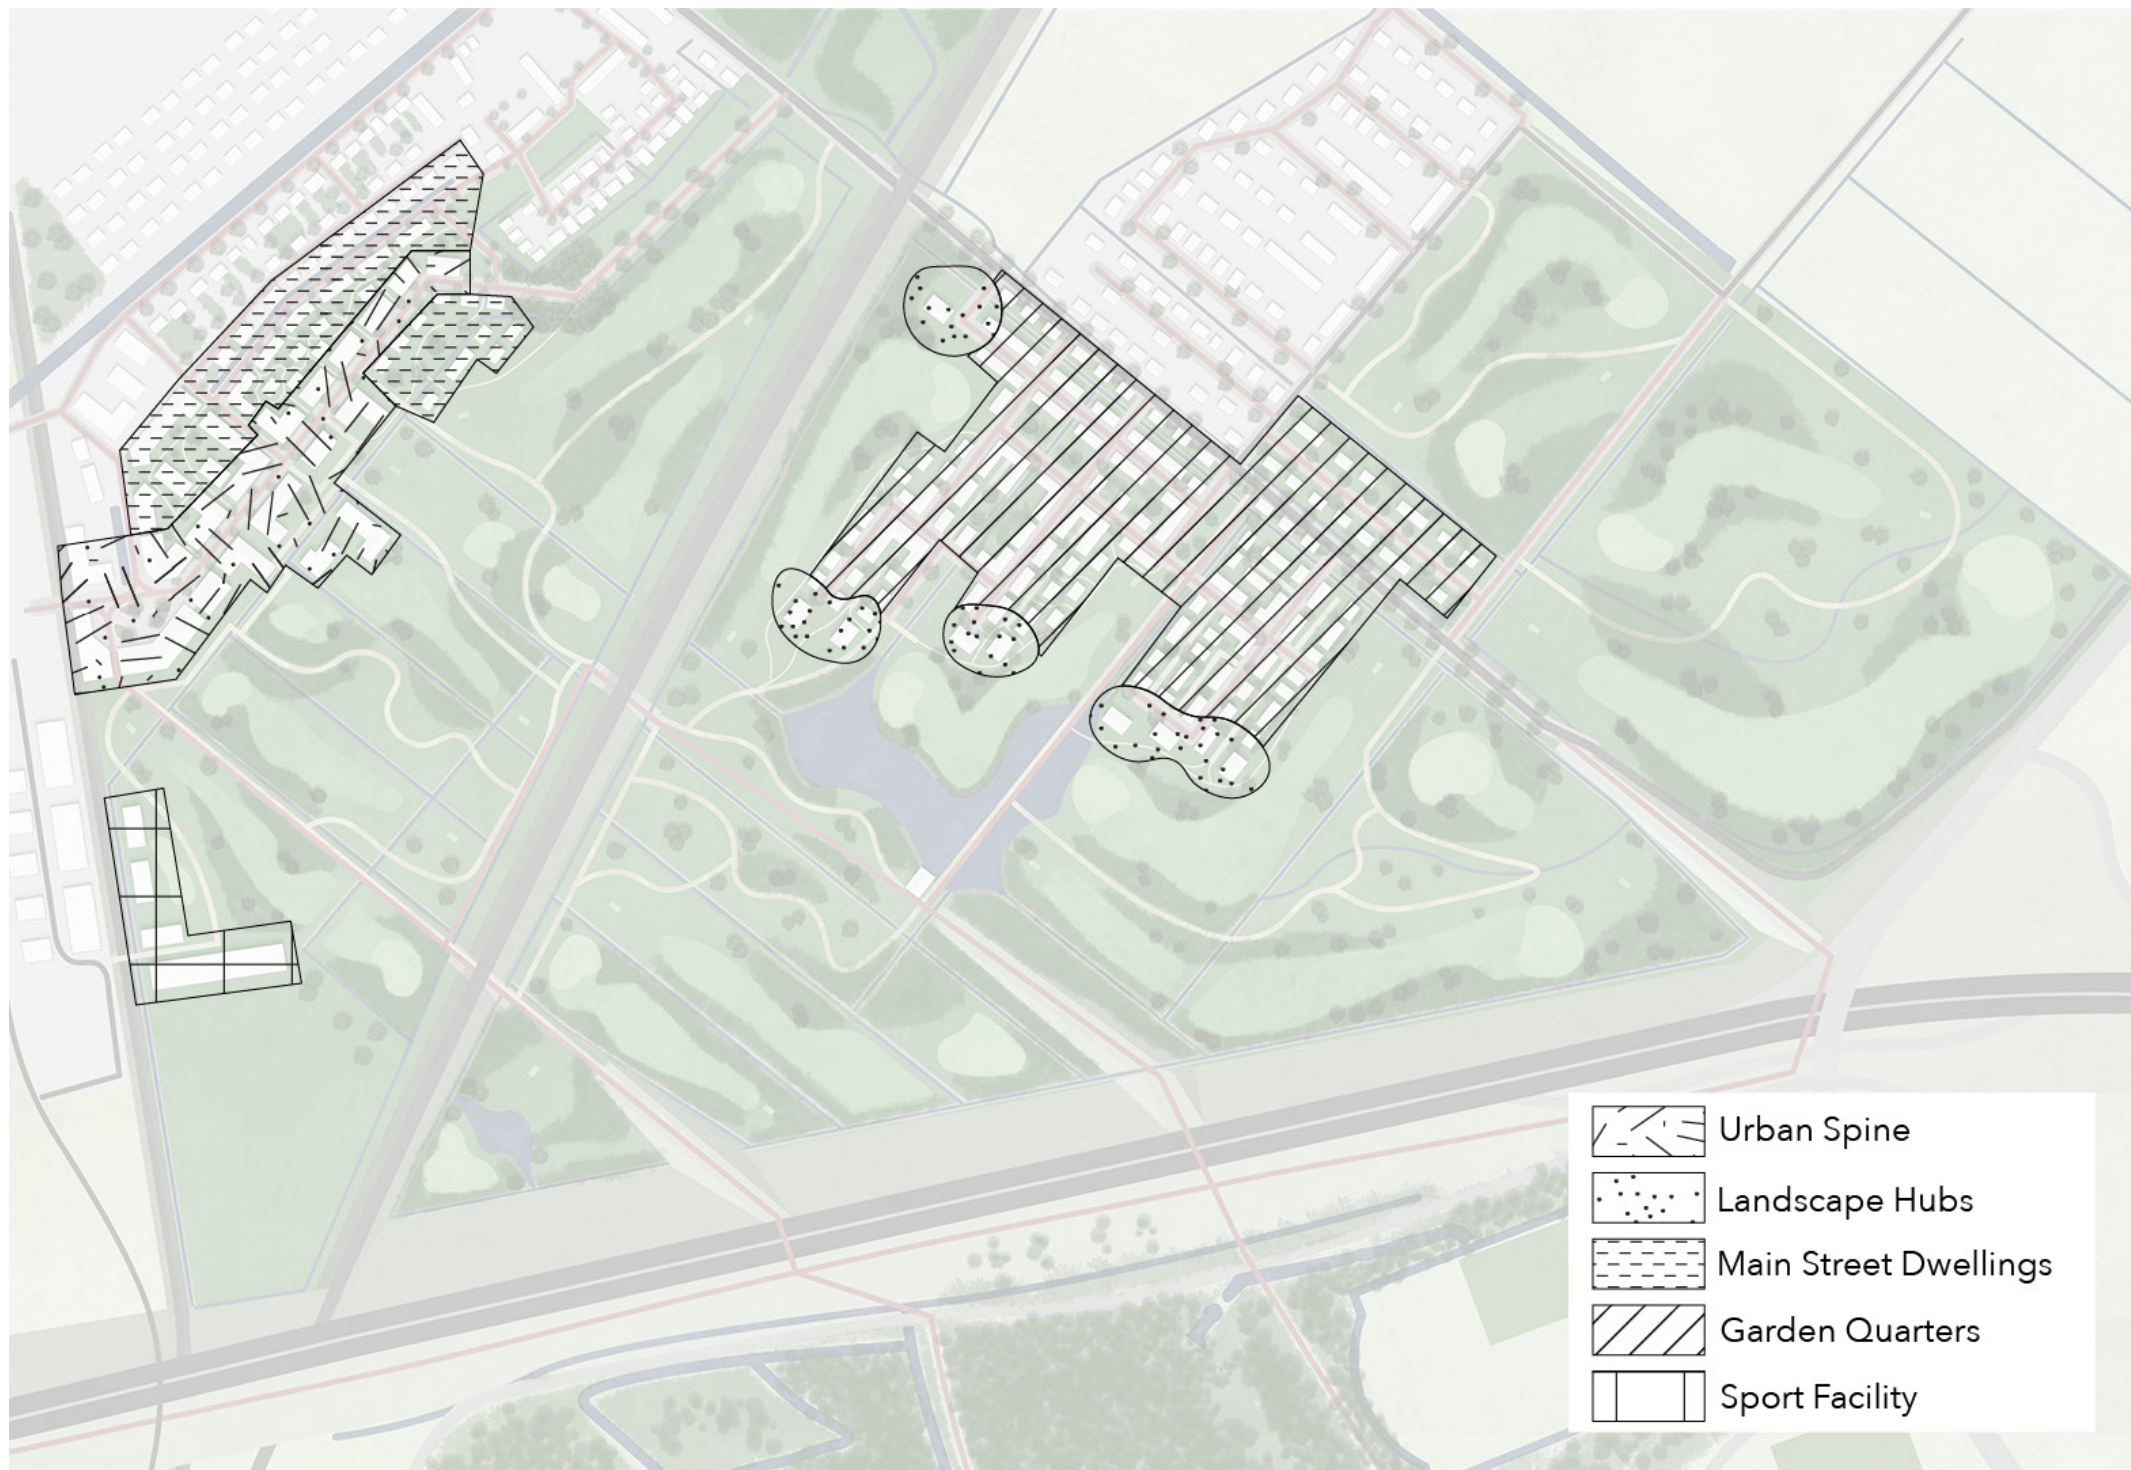 Urban Spine
Landscape Hubs
Main Street Dwellings
Garden Quarters
Sport Facility